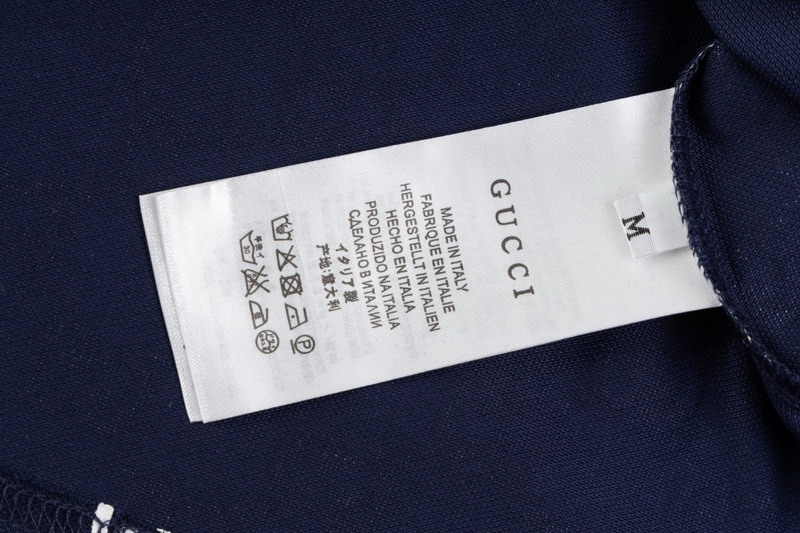 GUCCI
MADE IN ITALY
FABRIQUE EN ITALIE
HERGESTELLT IN ITALIEN
HECHO EN ITALIA
PRODUZIDO NA ITALIA
СДЕЛАНО В ИТАЛИИ
イタリア製
产地:意大利
P
30
M